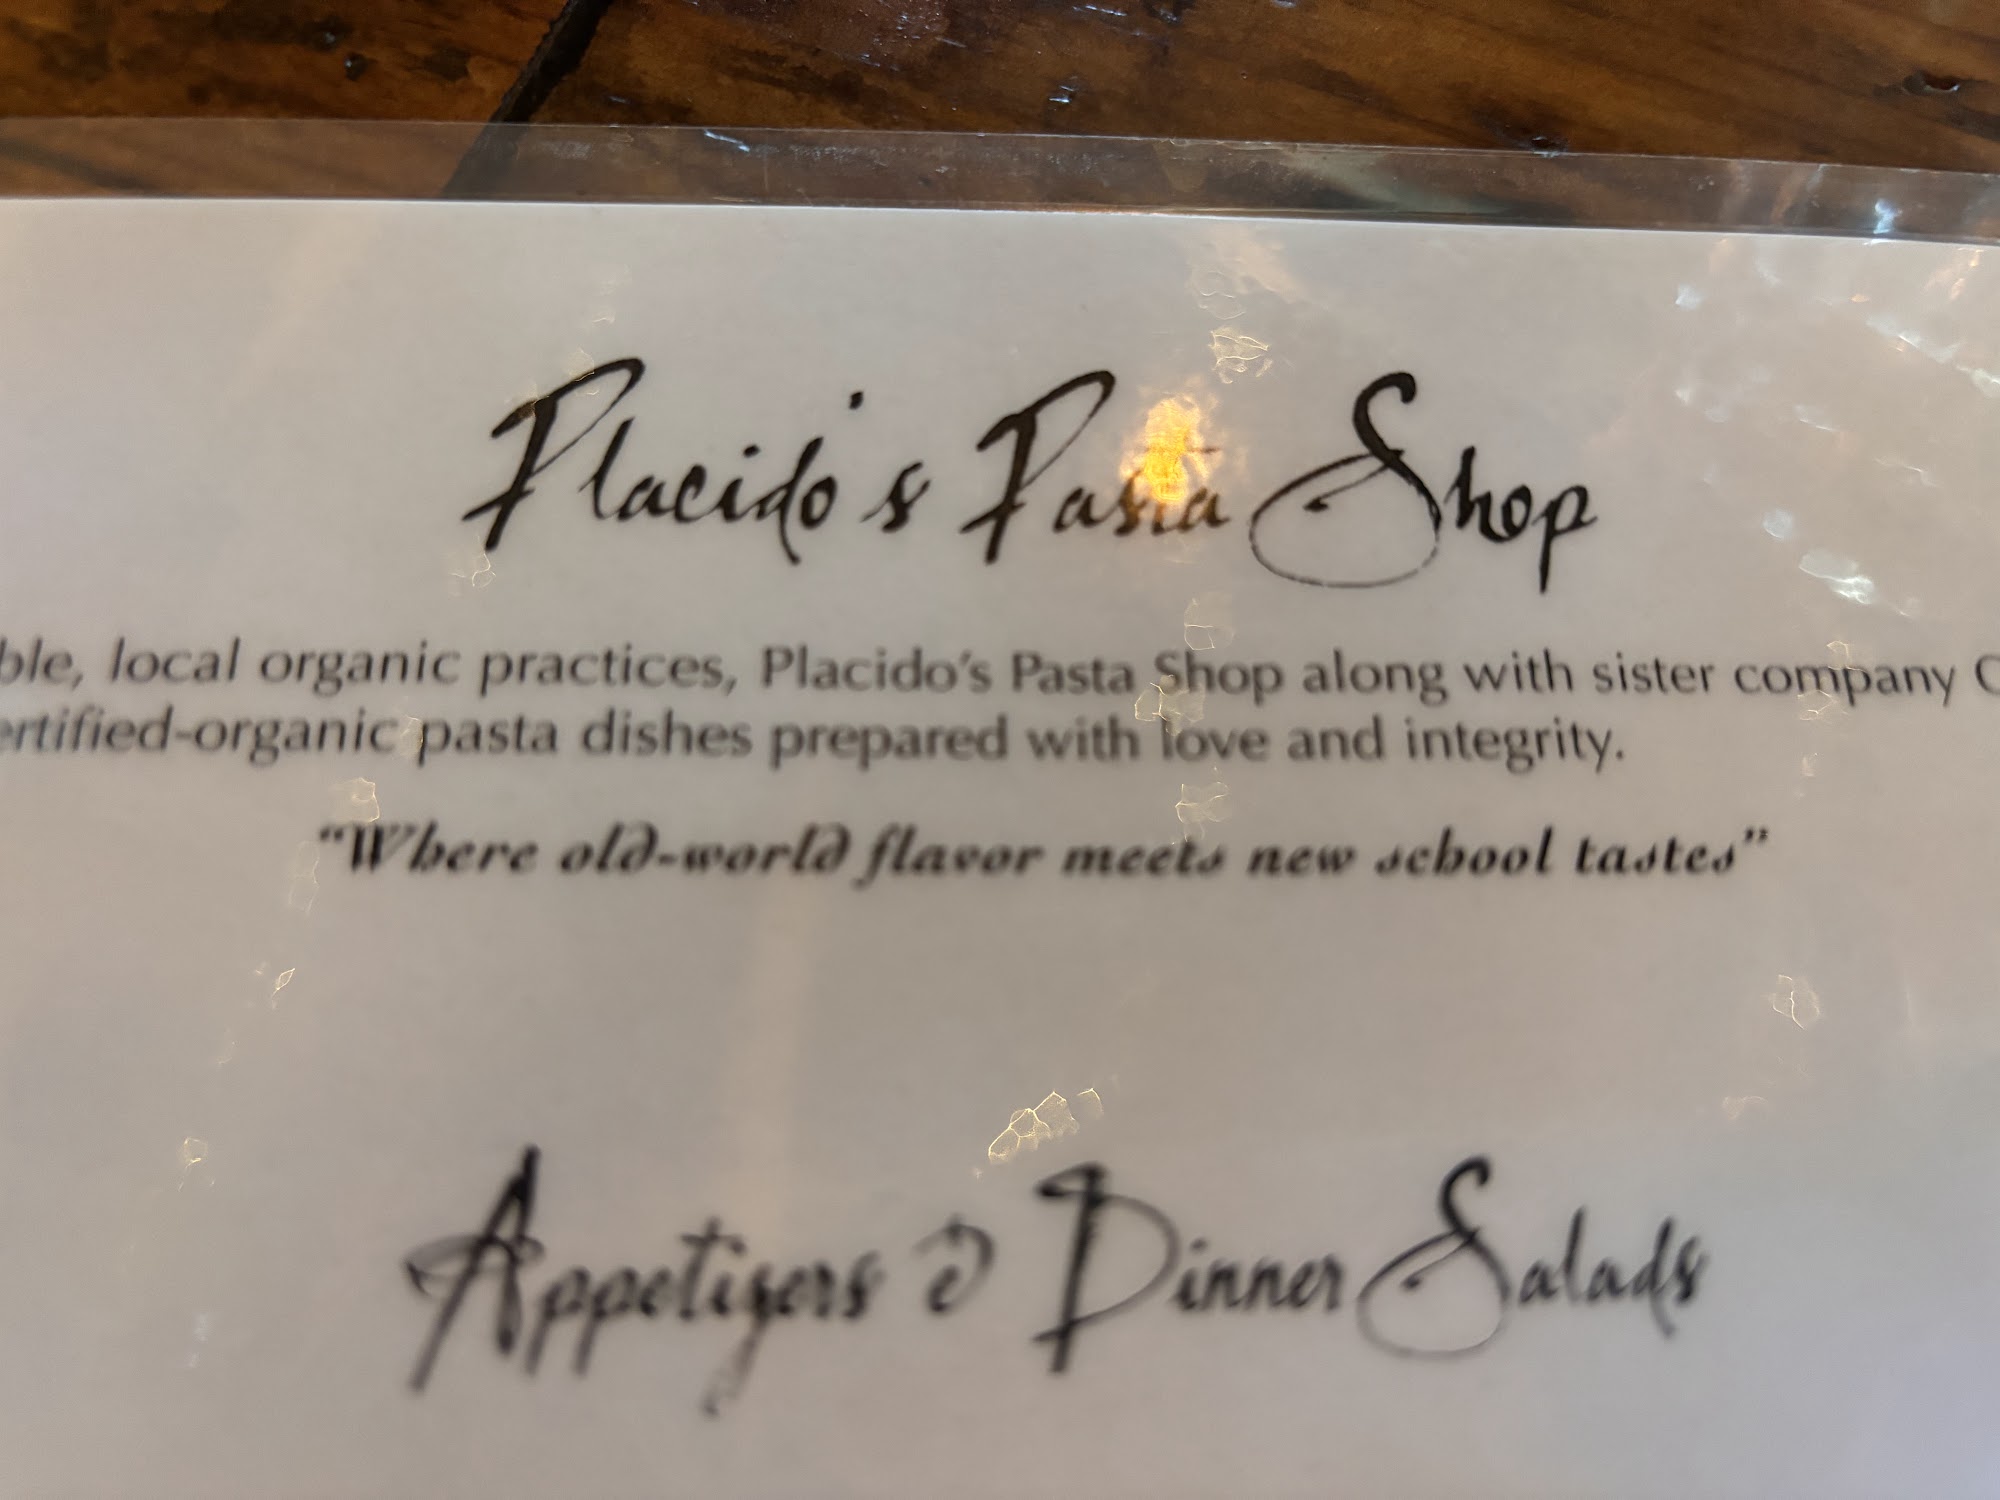 Placido's Pasta Shop
ble, local organic practices, Placido's Pasta Shop along with sister company
ertified-organic pasta dishes prepared with love and integrity.
"Where old-world flavor meets new school tastes"
Appetizers & Dinner Salads